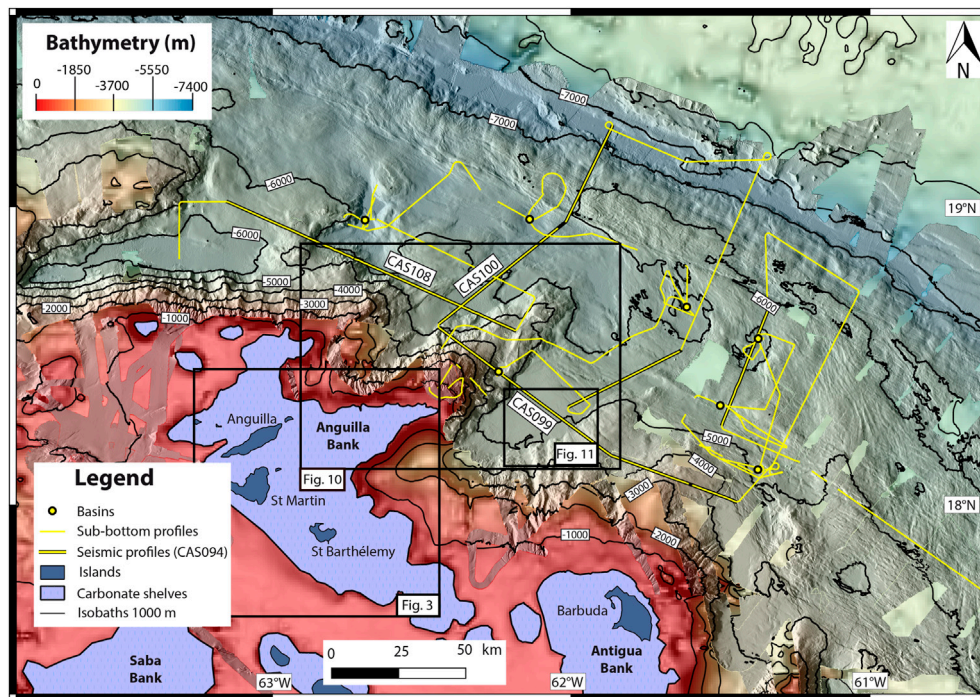 Bathymetry (m)
0 -1850 -3700 -5550 -7400
N
-7000
-7000
-6000
19°N
-6000
-5000
-4000
-3000
-2000
-1000
CAS108
CAS100
-6000
CAS099
Anguilla
Anguilla
Bank
Fig. 11
Fig. 10
-5000
-4000
-3000
-2000
-1000
18°N
St Martin
St Barthélemy
Legend
Basins
Sub-bottom profiles
Seismic profiles (CAS094)
Islands
Carbonate shelves
Isobaths 1000 m
Fig. 3
Barbuda
Antigua
Bank
Saba
Bank
0 25 50 km
63°W
62°W
61°W